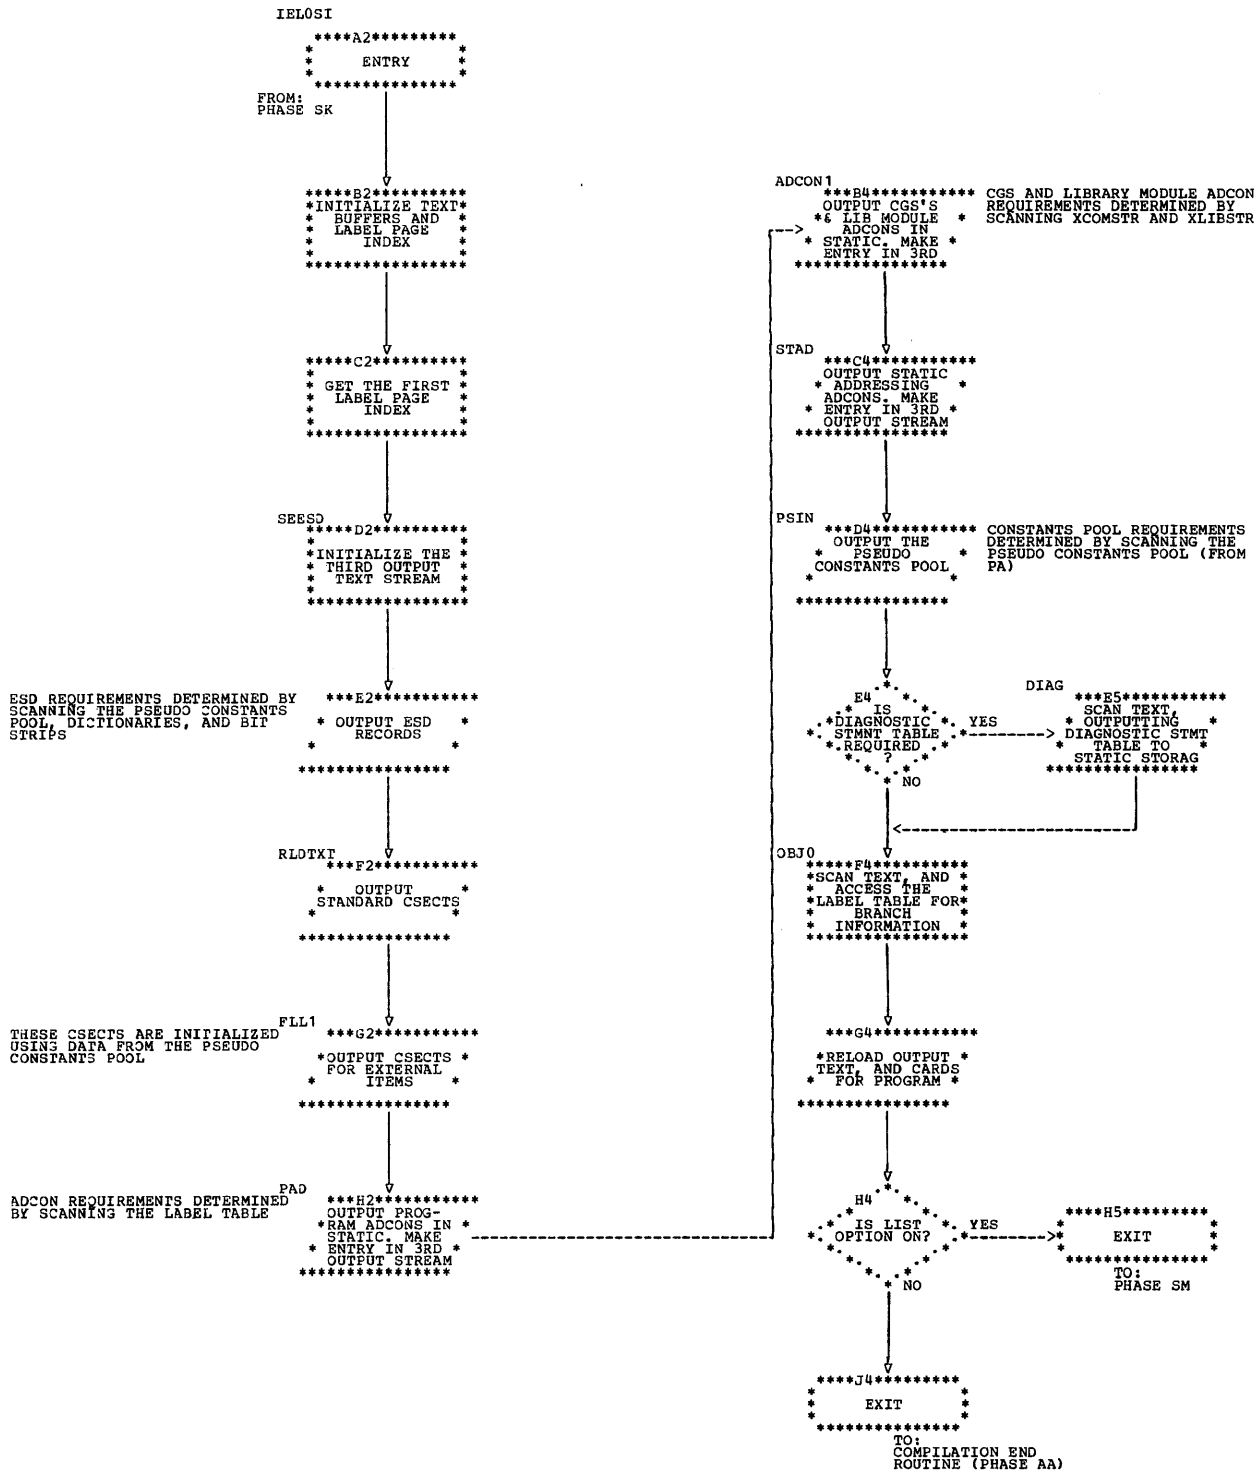 IEL0SI
****A2*********
ENTRY
FROM:
PHASE SK
*****B2**********
*INITIALIZE TEXT*
BUFFERS AND
LABEL PAGE
INDEX
*****C2**********
GET THE FIRST
LABEL PAGE
INDEX
SEESD
*****D2**********
*INITIALIZE THE *
THIRD OUTPUT
TEXT STREAM
ESD REQUIREMENTS DETERMINED BY
SCANNING THE PSEUDO CONSTANTS
POOL, DICTIONARIES, AND BIT
STRIPS
***E2***********
OUTPUT ESD
RECORDS
RLDTXT
***F2***********
OUTPUT
STANDARD CSECTS
THESE CSECTS ARE INITIALIZED
USING DATA FROM THE PSEUDO
CONSTANTS POOL
FLL1
***G2***********
*OUTPUT CSECTS *
FOR EXTERNAL
ITEMS
ADCON REQUIREMENTS DETERMINED
BY SCANNING THE LABEL TABLE
PAD
***H2***********
OUTPUT PROG-
*RAM ADCONS IN *
STATIC. MAKE
* ENTRY IN 3RD *
OUTPUT STREAM
ADCON1
***B4***********
OUTPUT CGS'S
*& LIB MODULE *
ADCONS IN
* STATIC. MAKE *
ENTRY IN 3RD
CGS AND LIBRARY MODULE ADCON
REQUIREMENTS DETERMINED BY
SCANNING XCOMSTR AND XLIBSTR
STAD
***C4***********
OUTPUT STATIC
* ADDRESSING *
ADCONS. MAKE
* ENTRY IN 3RD *
OUTPUT STREAM
PSIN
***D4***********
OUTPUT THE
* PSEUDO *
CONSTANTS POOL
CONSTANTS POOL REQUIREMENTS
DETERMINED BY SCANNING THE
PSEUDO CONSTANTS POOL (FROM
PA)
E4
IS
DIAGNOSTIC
STMNT TABLE
REQUIRED
?
YES
NO
DIAG
***E5***********
SCAN TEXT,
* OUTPUTTING *
DIAGNOSTIC STMT
* TABLE TO *
STATIC STORAG
OBJ0
*****F4**********
*SCAN TEXT, AND *
ACCESS THE
*LABEL TABLE FOR*
BRANCH
INFORMATION
***G4***********
*RELOAD OUTPUT *
TEXT, AND CARDS
* FOR PROGRAM *
H4
IS LIST
OPTION ON?
YES
NO
****H5*********
EXIT
TO:
PHASE SM
****J4*********
EXIT
TO:
COMPILATION END
ROUTINE (PHASE AA)